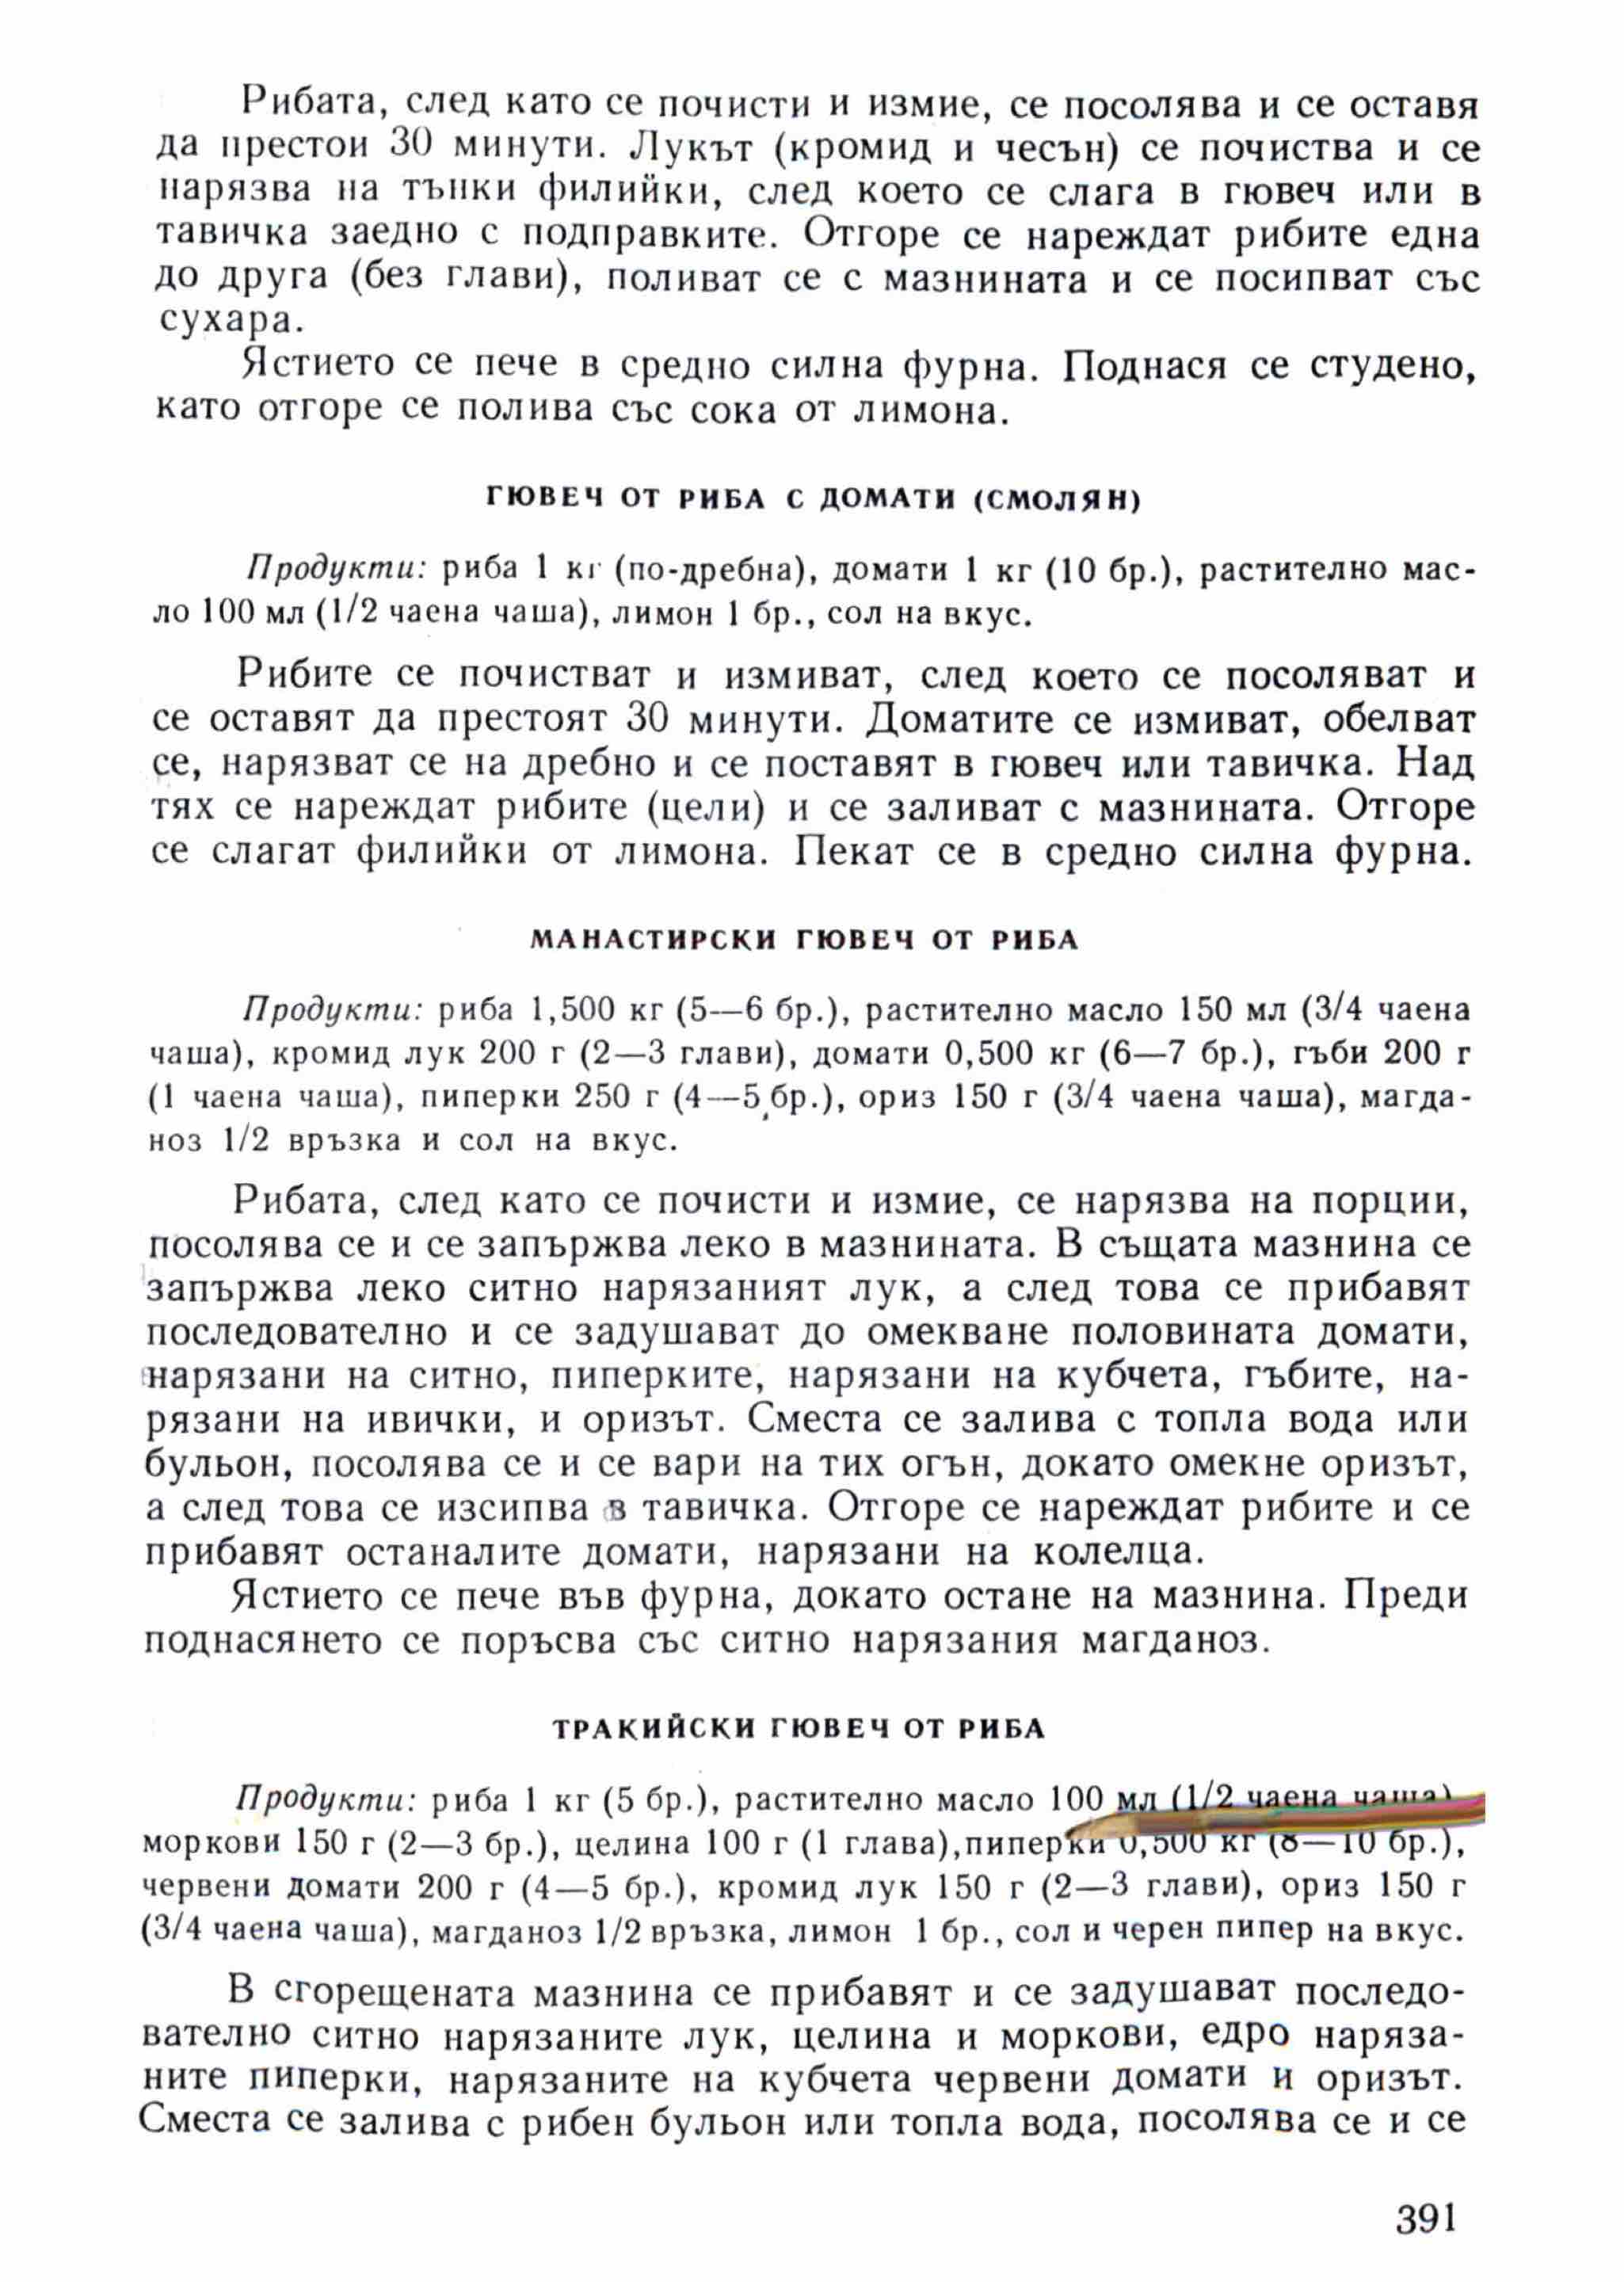 Рибата, след като се почисти и измие, се посолява и се оставя
да престои 30 минути. Лукът (кромид и чесън) се почиства и се
нарязва на тънки филийки, след което се слага в гювеч или в
тавичка заедно с подправките. Отгоре се нареждат рибите една
до друга (без глави), поливат се с мазнината и се посипват със
сухара.
Ястието се пече в средно силна фурна. Поднася се студено,
като отгоре се полива със сока от лимона.
ГЮВЕЧ ОТ РИБА С ДОМАТИ (СМОЛЯН)
Продукти: риба 1 кг (по-дребна), домати 1 кг (10 бр.), растително мас-
ло 100 мл (1/2 чаена чаша), лимон 1 бр., сол на вкус.
Рибите се почистват и измиват, след което се посоляват и
се оставят да престоят 30 минути. Доматите се измиват, обелват
се, нарязват се на дребно и се поставят в гювеч или тавичка. Над
тях се нареждат рибите (цели) и се заливат с мазнината. Отгоре
се слагат филийки от лимона. Пекат се в средно силна фурна.
МАНАСТИРСКИ ГЮВЕЧ ОТ РИБА
Продукти: риба 1,500 кг (5—6 бр.), растително масло 150 мл (3/4 чаена
чаша), кромид лук 200 г (2—3 глави), домати 0,500 кг (6—7 бр.), гъби 200 г
(1 чаена чаша), пиперки 250 г (4—5 бр.), ориз 150 г (3/4 чаена чаша), магда-
ноз 1/2 връзка и сол на вкус.
Рибата, след като се почисти и измие, се нарязва на порции,
посолява се и се запържва леко в мазнината. В същата мазнина се
запържва леко ситно нарязаният лук, а след това се прибавят
последователно и се задушават до омекване половината домати,
нарязани на ситно, пиперките, нарязани на кубчета, гъбите, на-
рязани на ивички, и оризът. Сместа се залива с топла вода или
бульон, посолява се и се вари на тих огън, докато омекне оризът,
а след това се изсипва в тавичка. Отгоре се нареждат рибите и се
прибавят останалите домати, нарязани на колелца.
Ястието се пече във фурна, докато остане на мазнина. Преди
поднасянето се поръсва със ситно нарязания магданоз.
ТРАКИЙСКИ ГЮВЕЧ ОТ РИБА
Продукти: риба 1 кг (5 бр.), растително масло 100 мл (1/2 чаена чаша)
моркови 150 г (2—3 бр.), целина 100 г (1 глава),пиперки 0,500 кг (8—10 бр.),
червени домати 200 г (4—5 бр.), кромид лук 150 г (2—3 глави), ориз 150 г
(3/4 чаена чаша), магданоз 1/2 връзка, лимон 1 бр., сол и черен пипер на вкус.
В сгорещената мазнина се прибавят и се задушават последо-
вателно ситно нарязаните лук, целина и моркови, едро наряза-
ните пиперки, нарязаните на кубчета червени домати и оризът.
Сместа се залива с рибен бульон или топла вода, посолява се и се
391